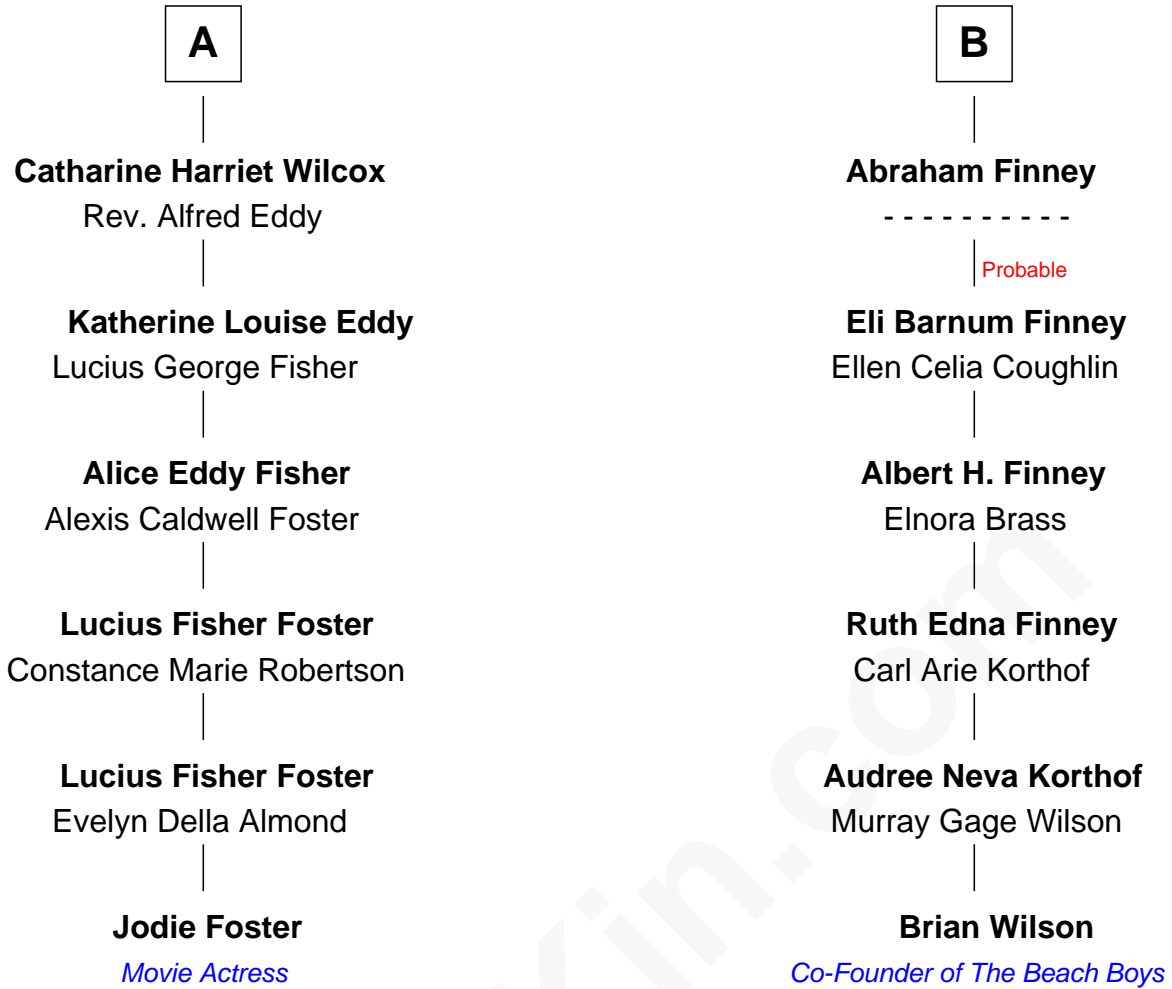 A
Catharine Harriet Wilcox
Rev. Alfred Eddy
Katherine Louise Eddy
Lucius George Fisher
Alice Eddy Fisher
Alexis Caldwell Foster
Lucius Fisher Foster
Constance Marie Robertson
Lucius Fisher Foster
Evelyn Della Almond
Jodie Foster
Movie Actress
B
Abraham Finney
- - - - - - - - - -
Probable
Eli Barnum Finney
Ellen Celia Coughlin
Albert H. Finney
Elnora Brass
Ruth Edna Finney
Carl Arie Korthof
Audree Neva Korthof
Murray Gage Wilson
Brian Wilson
Co-Founder of The Beach Boys
Kin.com